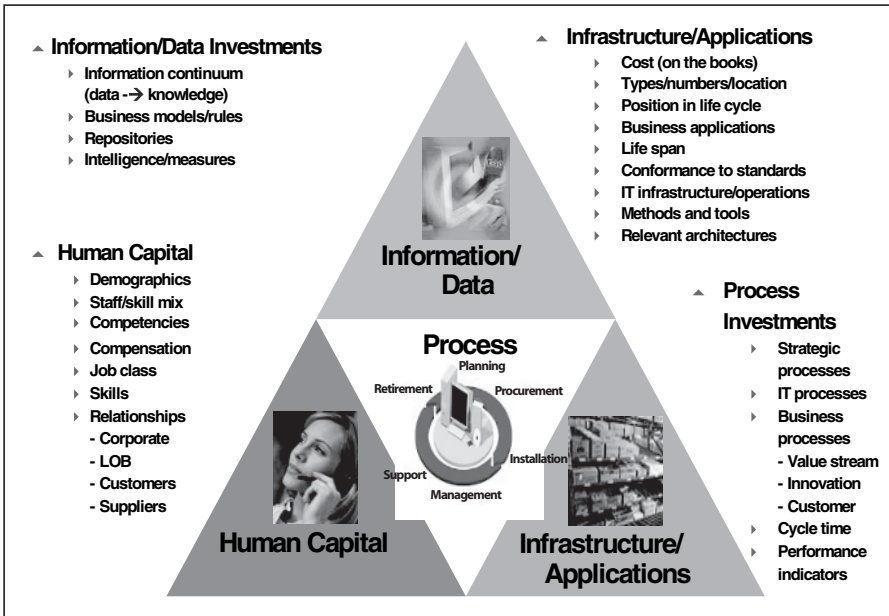 Information/Data Investments
Information continuum
(data -→ knowledge)
Business models/rules
Repositories
Intelligence/measures
Infrastructure/Applications
Cost (on the books)
Types/numbers/location
Position in life cycle
Business applications
Life span
Conformance to standards
IT infrastructure/operations
Methods and tools
Relevant architectures
Human Capital
Demographics
Staff/skill mix
Competencies
Compensation
Job class
Skills
Relationships
- Corporate
- LOB
- Customers
- Suppliers
Process
Investments
Strategic
processes
IT processes
Business
processes
- Value stream
- Innovation
- Customer
Cycle time
Performance
indicators
Information/
Data
Process
Planning
Retirement
Procurement
Installation
Support
Management
Human Capital
Infrastructure/
Applications